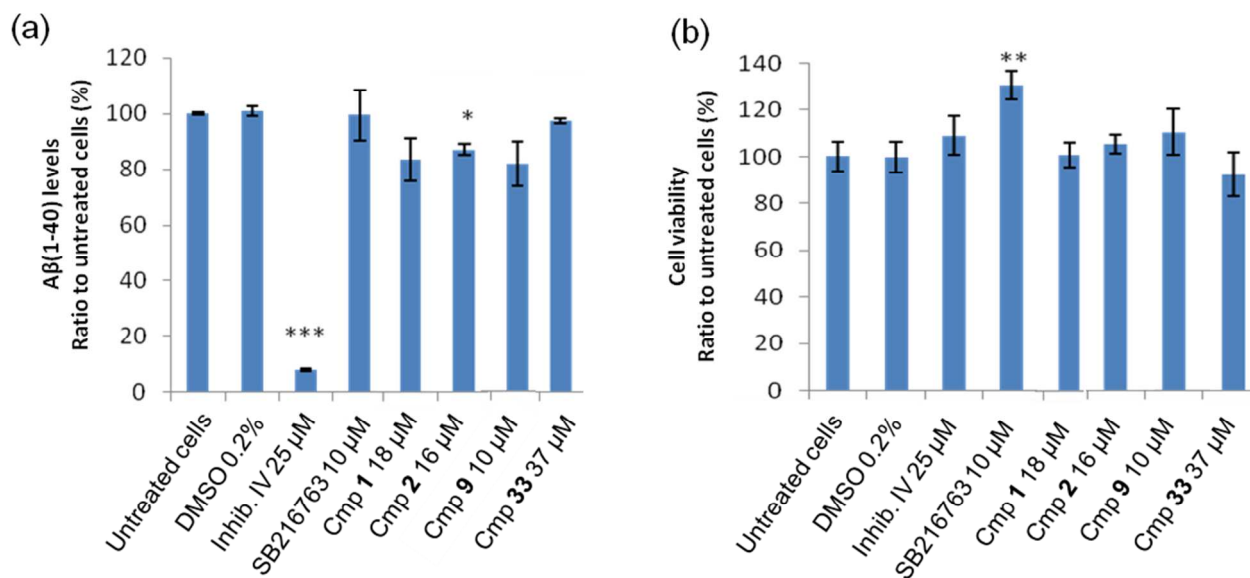 (a)
Aβ(1-40) levels
Ratio to untreated cells (%)
120
100
80
60
40
20
0
***
*
Untreated cells
DMSO 0.2%
Inhib. IV 25 µM
SB216763 10 µM
Cmp 1 18 µM
Cmp 2 16 µM
Cmp 9 10 µM
Cmp 33 37 µM
(b)
Cell viability
Ratio to untreated cells (%)
140
120
100
80
60
40
20
0
**
Untreated cells
DMSO 0.2%
Inhib. IV 25 µM
SB216763 10 µM
Cmp 1 18 µM
Cmp 2 16 µM
Cmp 9 10 µM
Cmp 33 37 µM